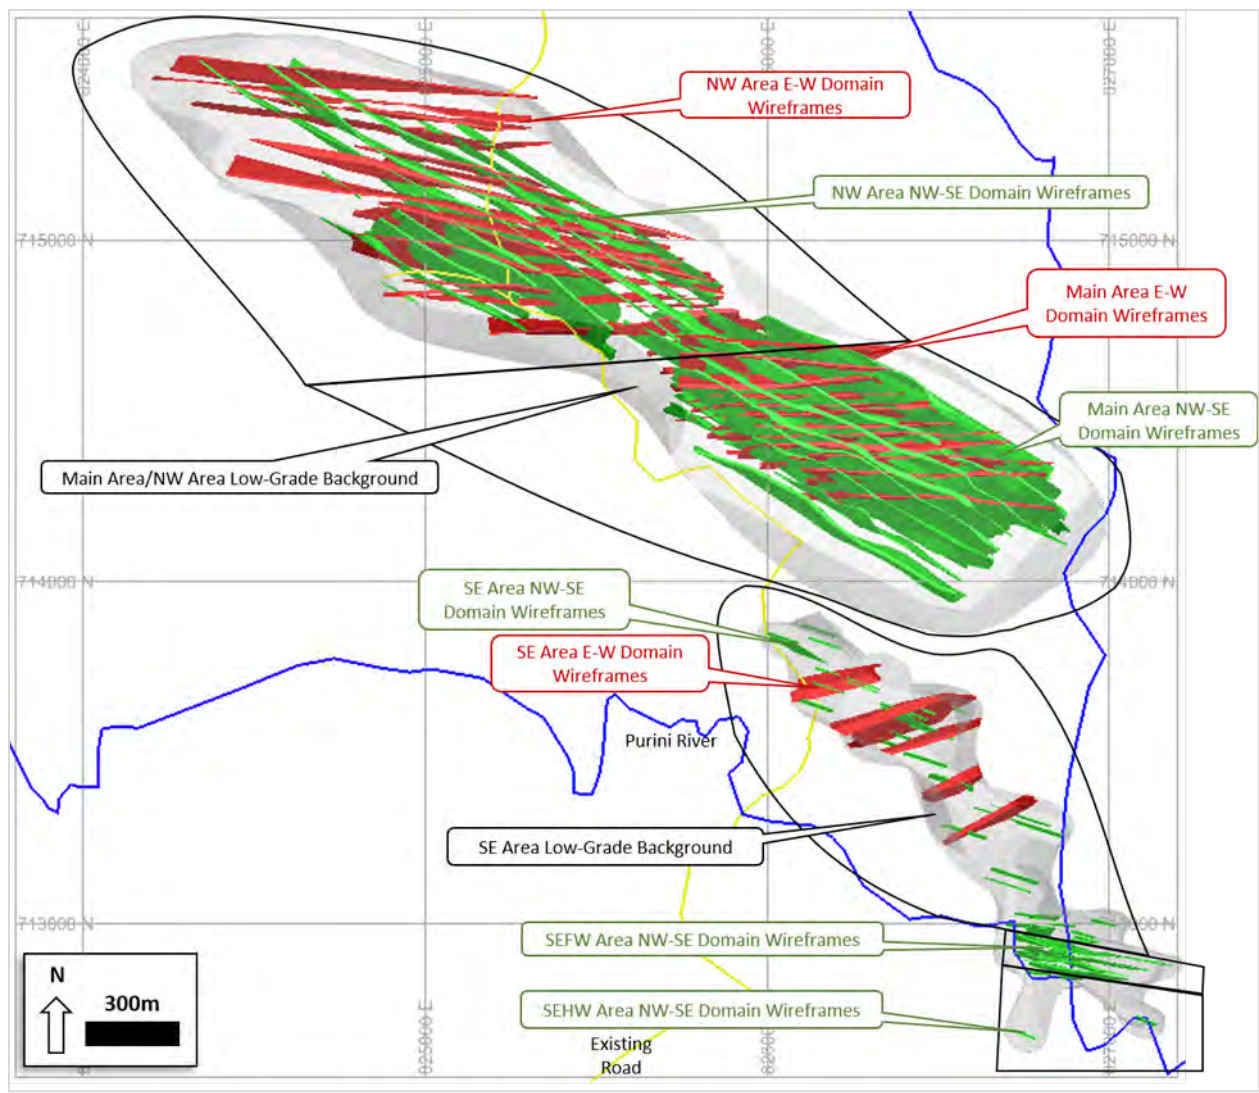 NW Area E-W Domain
Wireframes
NW Area NW-SE Domain Wireframes
715000 N
715000 N
Main Area E-W
Domain Wireframes
Main Area NW-SE
Domain Wireframes
Main Area/NW Area Low-Grade Background
714000 N
714000 N
SE Area NW-SE
Domain Wireframes
SE Area E-W Domain
Wireframes
Purini River
SE Area Low-Grade Background
713000 N
SEFW Area NW-SE Domain Wireframes
SEHW Area NW-SE Domain Wireframes
N
300m
825000 E
Existing
Road